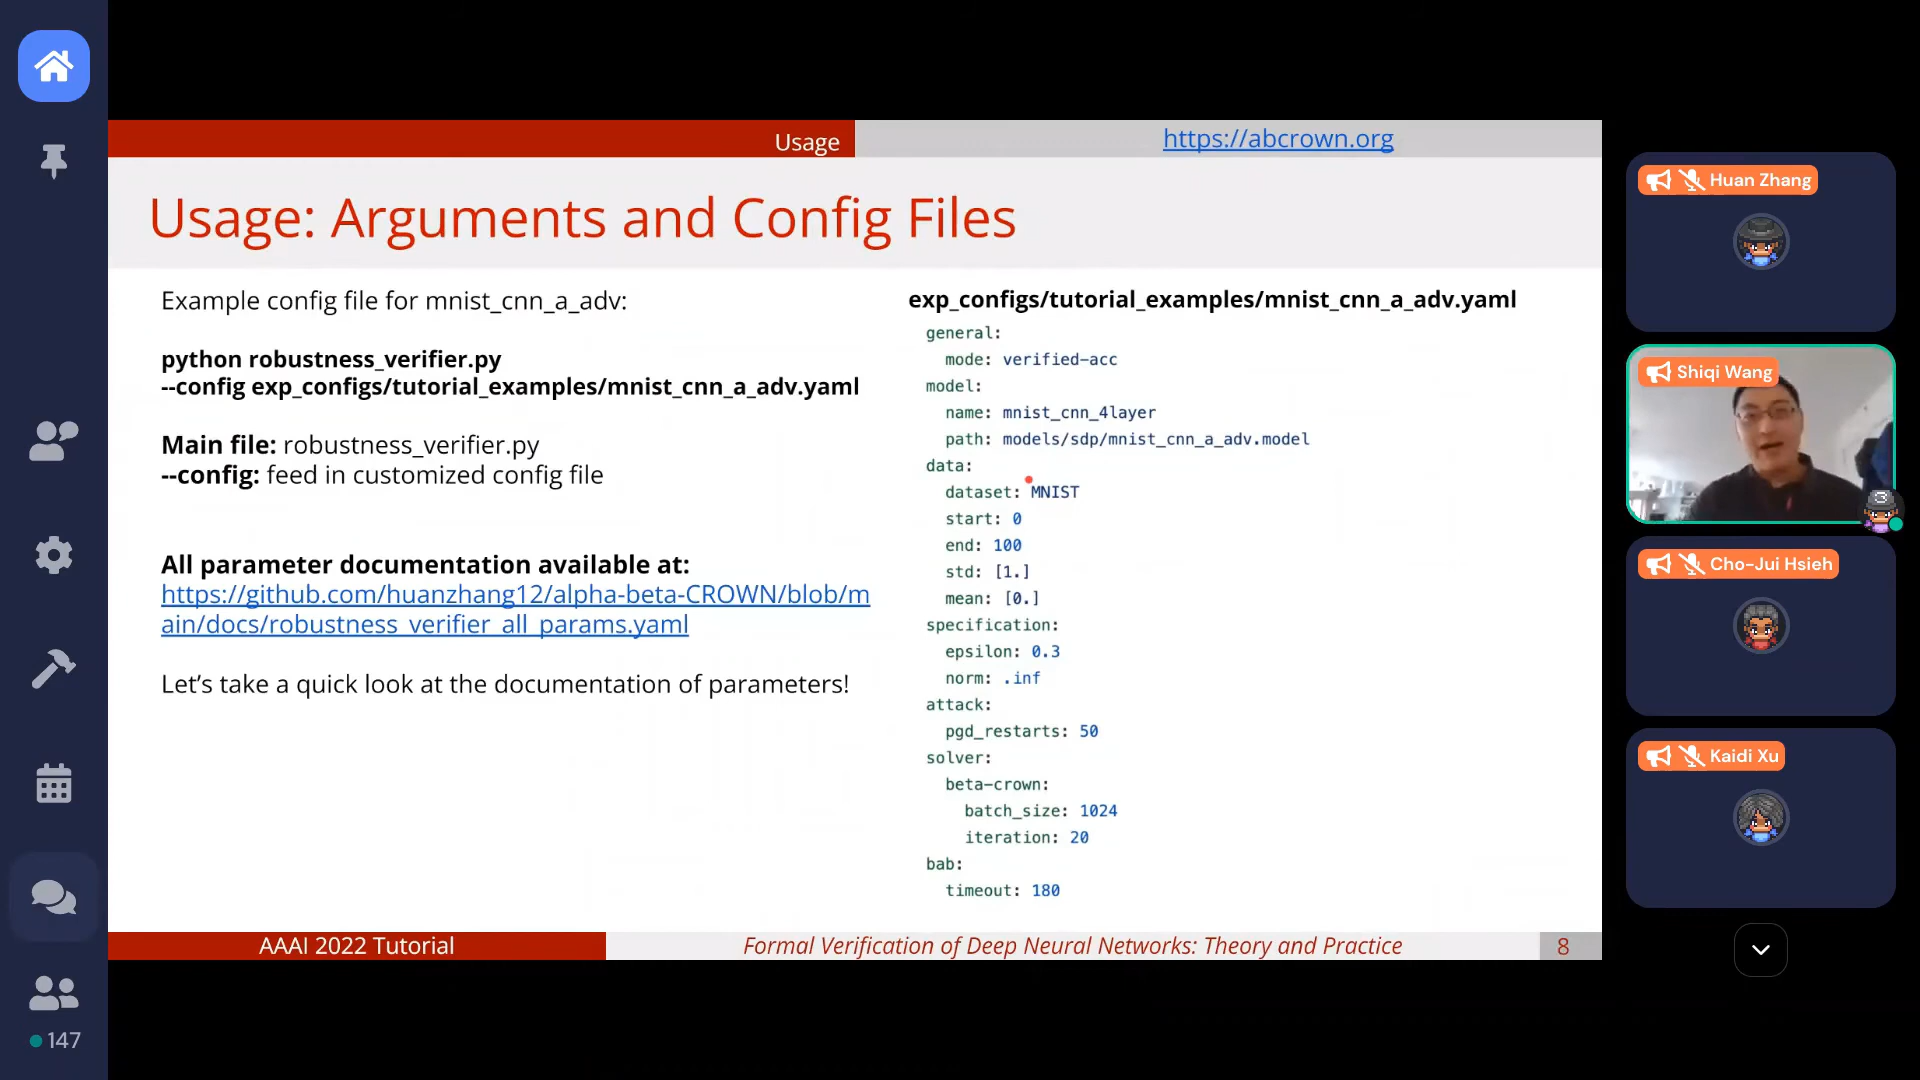 Usage
https://abcrown.org
Usage: Arguments and Config Files
Example config file for mnist_cnn_a_adv:
python robustness_verifier.py
--config exp_configs/tutorial_examples/mnist_cnn_a_adv.yaml
Main file: robustness_verifier.py
--config: feed in customized config file
All parameter documentation available at:
https://github.com/huanzhang12/alpha-beta-CROWN/blob/m
ain/docs/robustness_verifier_all_params.yaml
Let’s take a quick look at the documentation of parameters!
exp_configs/tutorial_examples/mnist_cnn_a_adv.yaml
general:
mode: verified-acc
model:
name: mnist_cnn_4layer
path: models/sdp/mnist_cnn_a_adv.model
data:
dataset: MNIST
start: 0
end: 100
std: [1.]
mean: [0.]
specification:
epsilon: 0.3
norm: .inf
attack:
pgd_restarts: 50
solver:
beta-crown:
batch_size: 1024
iteration: 20
bab:
timeout: 180
AAAI 2022 Tutorial
Formal Verification of Deep Neural Networks: Theory and Practice
8
Huan Zhang
Shiqi Wang
3
Cho-Jui Hsieh
Kaidi Xu
147